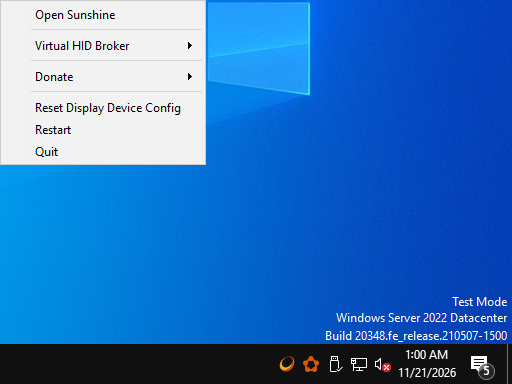 Open Sunshine
Virtual HID Broker
Donate
Reset Display Device Config
Restart
Quit
Test Mode
Windows Server 2022 Datacenter
Build 20348.fe_release.210507-1500
1:00 AM
11/21/2026
5